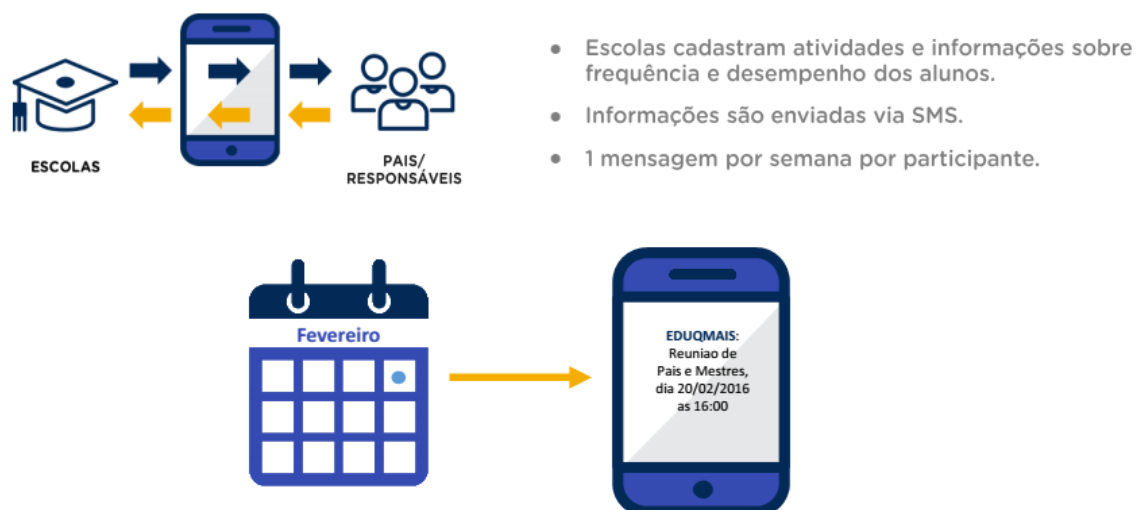 ESCOLAS
PAIS/
RESPONSÁVEIS
● Escolas cadastram atividades e informações sobre
frequência e desempenho dos alunos.
● Informações são enviadas via SMS.
● 1 mensagem por semana por participante.
Fevereiro
EDUQMAIS:
Reuniao de
Pais e Mestres,
dia 20/02/2016
as 16:00